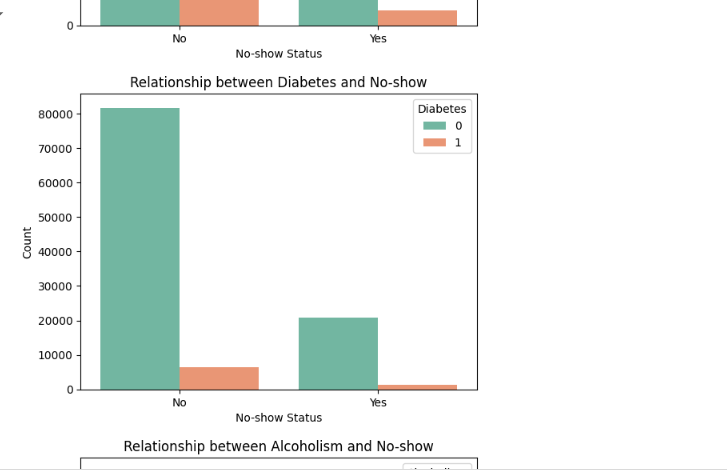 0
No
Yes
No-show Status
Relationship between Diabetes and No-show
Diabetes
0
1
80000
70000
60000
50000
40000
30000
20000
10000
0
Count
No
Yes
No-show Status
Relationship between Alcoholism and No-show